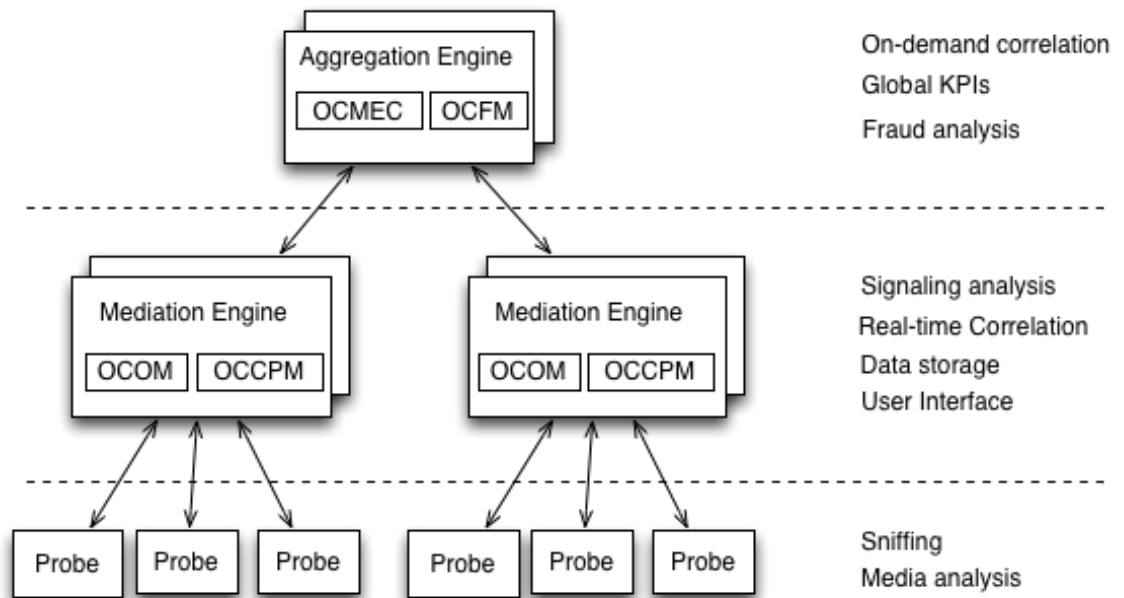 Aggregation Engine
OCMEC OCFM
On-demand correlation
Global KPIs
Fraud analysis
Mediation Engine
OCOM OCCPM
Mediation Engine
OCOM OCCPM
Signaling analysis
Real-time Correlation
Data storage
User Interface
Probe Probe Probe Probe Probe Probe
Sniffing
Media analysis